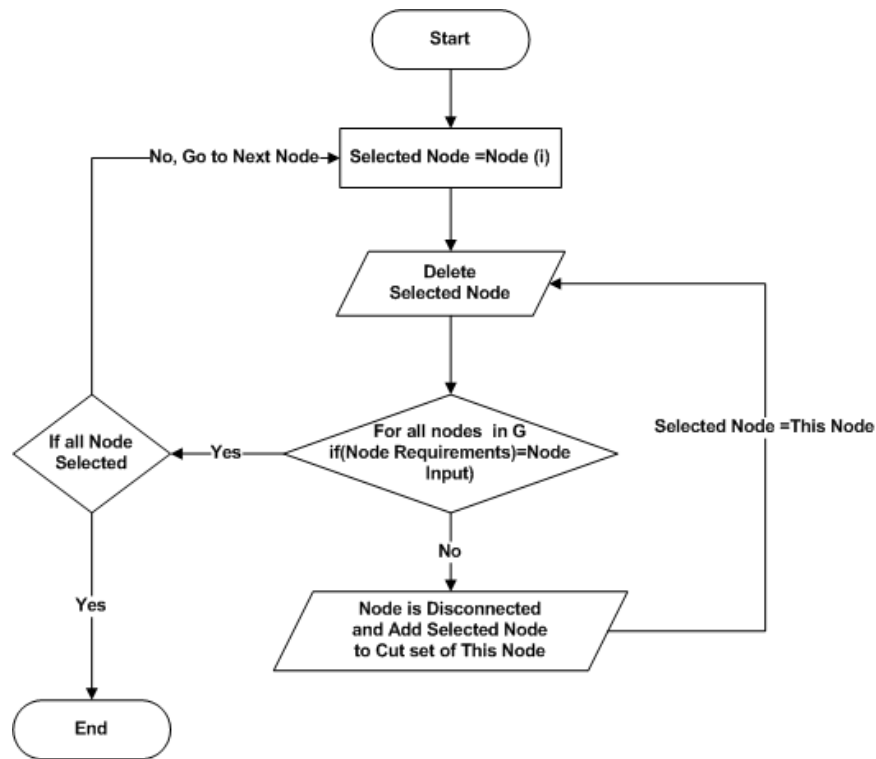 Start
No, Go to Next Node
Selected Node =Node (i)
Delete
Selected Node
For all nodes in G
if(Node Requirements)=Node
Input)
Selected Node =This Node
If all Node
Selected
Yes
No
Node is Disconnected
and Add Selected Node
to Cut set of This Node
Yes
End